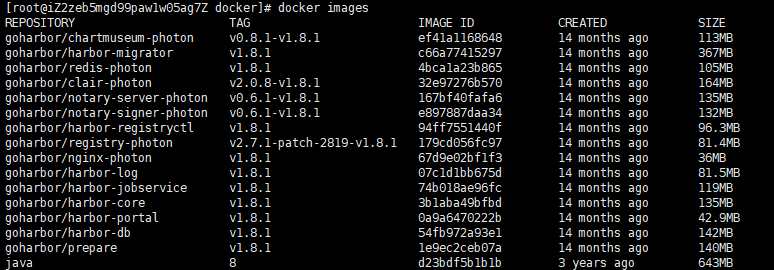 [root@iZ2zeb5mgd99paw1w05ag7Z docker]# docker images
REPOSITORY TAG IMAGE ID CREATED SIZE
goharbor/chartmuseum-photon v0.8.1-v1.8.1 ef41a1168648 14 months ago 113MB
goharbor/harbor-migrator v1.8.1 c66a77415297 14 months ago 367MB
goharbor/redis-photon v1.8.1 4bca1a23b865 14 months ago 105MB
goharbor/clair-photon v2.0.8-v1.8.1 32e97276b570 14 months ago 164MB
goharbor/notary-server-photon v0.6.1-v1.8.1 167bf40fafa6 14 months ago 135MB
goharbor/notary-signer-photon v0.6.1-v1.8.1 e897887daa34 14 months ago 132MB
goharbor/harbor-registryctl v1.8.1 94ff7551440f 14 months ago 96.3MB
goharbor/registry-photon v2.7.1-patch-2819-v1.8.1 179cd056fc97 14 months ago 81.4MB
goharbor/nginx-photon v1.8.1 67d9e02bf1f3 14 months ago 36MB
goharbor/harbor-log v1.8.1 07c1d1bb675d 14 months ago 81.5MB
goharbor/harbor-jobservice v1.8.1 74b018ae96fc 14 months ago 119MB
goharbor/harbor-core v1.8.1 3b1aba49bfbd 14 months ago 135MB
goharbor/harbor-portal v1.8.1 0a9a6470222b 14 months ago 42.9MB
goharbor/harbor-db v1.8.1 54fb972a93e1 14 months ago 142MB
goharbor/prepare v1.8.1 1e9ec2ceb07a 14 months ago 140MB
java 8 d23bdf5b1b1b 3 years ago 643MB